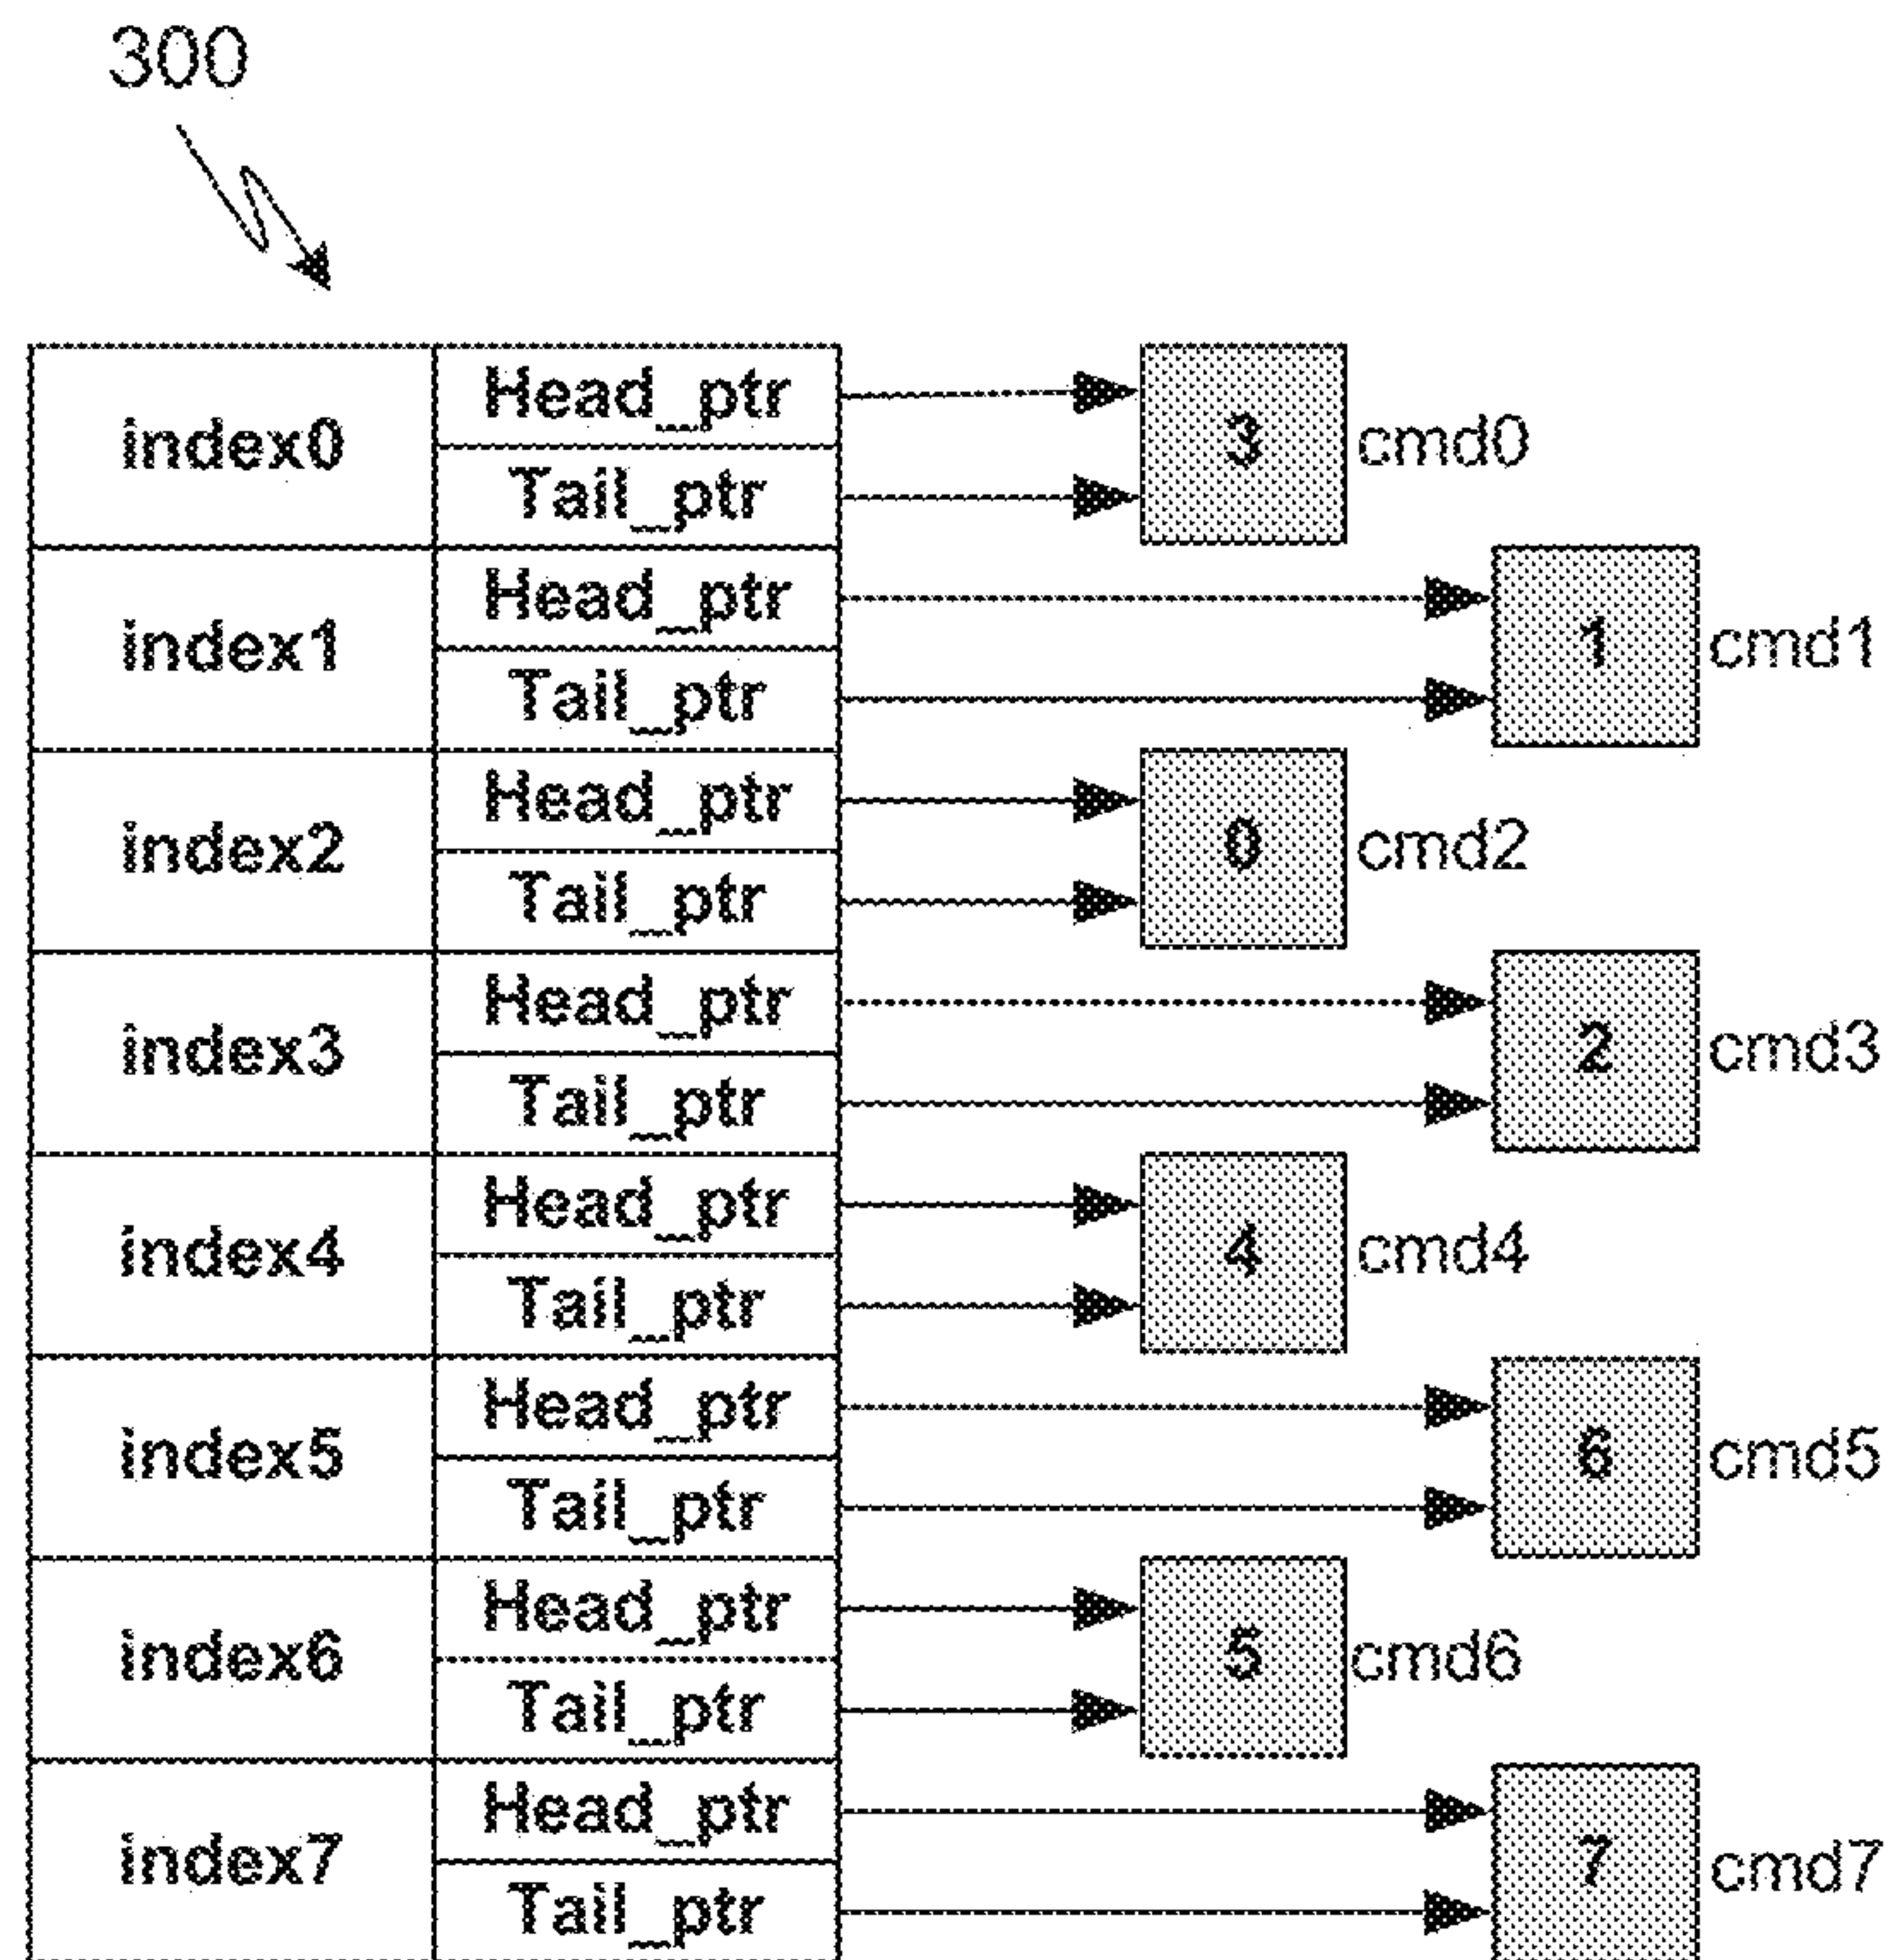 300
Head_ptr
index0 3 cmd0
Tail_ptr
Head_ptr
index1 1 cmd1
Tail_ptr
Head_ptr
index2 0 cmd2
Tail_ptr
Head_ptr
index3 2 cmd3
Tail_ptr
Head_ptr
index4 4 cmd4
Tail_ptr
Head_ptr
index5 6 cmd5
Tail_ptr
Head_ptr
index6 5 cmd6
Tail_ptr
Head_ptr
index7 7 cmd7
Tail_ptr